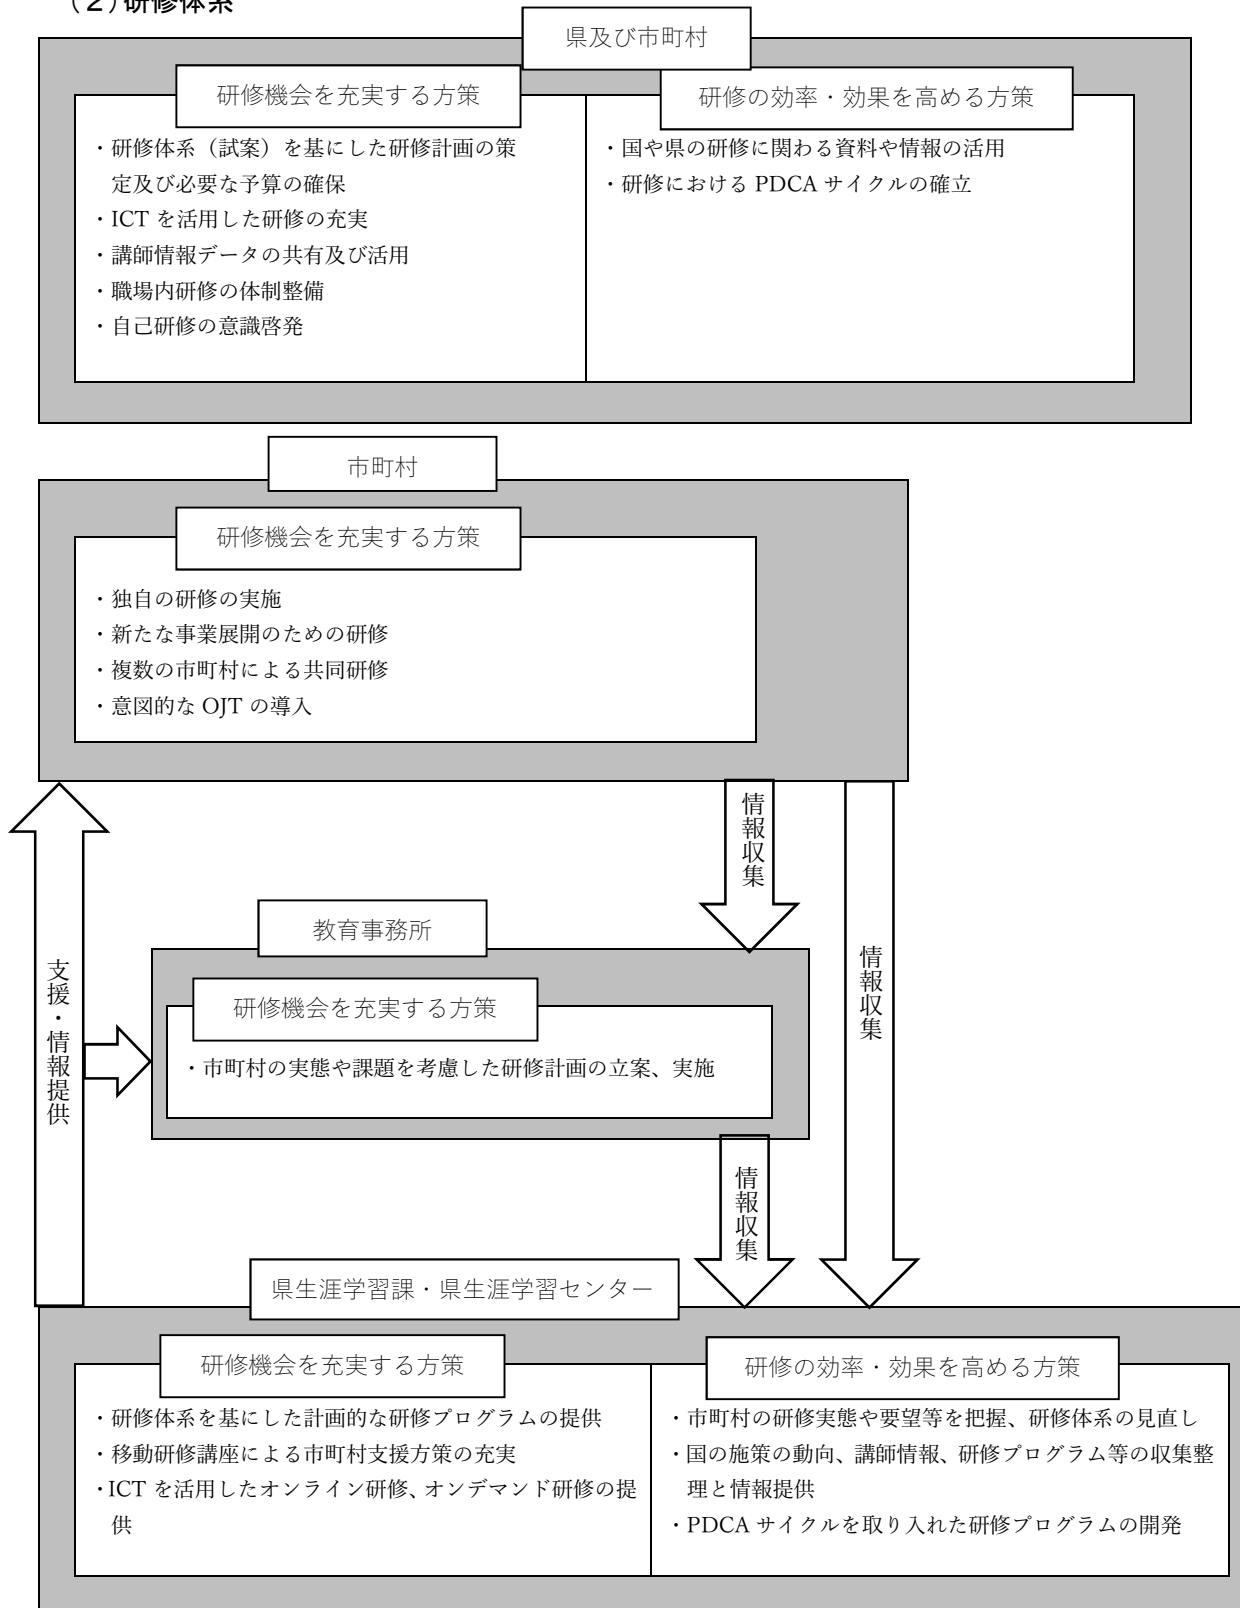 （２）研修体系
県及び市町村
研修機会を充実する方策
・研修体系（試案）を基にした研修計画の策
定及び必要な予算の確保
・ICT を活用した研修の充実
・講師情報データの共有及び活用
・職場内研修の体制整備
・自己研修の意識啓発
研修の効率・効果を高める方策
・国や県の研修に関わる資料や情報の活用
・研修における PDCA サイクルの確立
市町村
研修機会を充実する方策
・独自の研修の実施
・新たな事業展開のための研修
・複数の市町村による共同研修
・意図的な OJT の導入
情報収集
情報収集
支援・情報提供
教育事務所
研修機会を充実する方策
・市町村の実態や課題を考慮した研修計画の立案、実施
情報収集
県生涯学習課・県生涯学習センター
研修機会を充実する方策
・研修体系を基にした計画的な研修プログラムの提供
・移動研修講座による市町村支援方策の充実
・ICT を活用したオンライン研修、オンデマンド研修の提
供
研修の効率・効果を高める方策
・市町村の研修実態や要望等を把握、研修体系の見直し
・国の施策の動向、講師情報、研修プログラム等の収集整
理と情報提供
・PDCA サイクルを取り入れた研修プログラムの開発